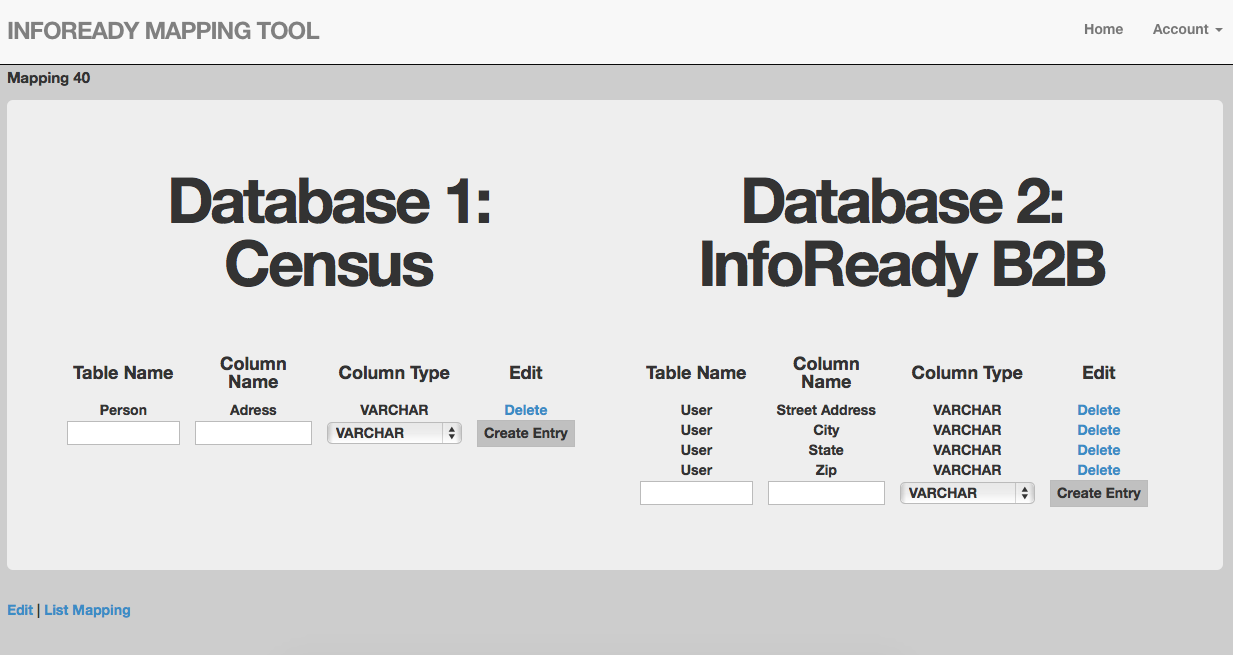 INFOREADY MAPPING TOOL
Home
Account
Mapping 40
Database 1:
Census
Table Name
Column
Name
Column Type
Edit
Person
Adress
VARCHAR
Delete
VARCHAR
Create Entry
Database 2:
InfoReady B2B
Table Name
Column
Name
Column Type
Edit
User
Street Address
VARCHAR
Delete
User
City
VARCHAR
Delete
User
State
VARCHAR
Delete
User
Zip
VARCHAR
Delete
VARCHAR
Create Entry
Edit | List Mapping